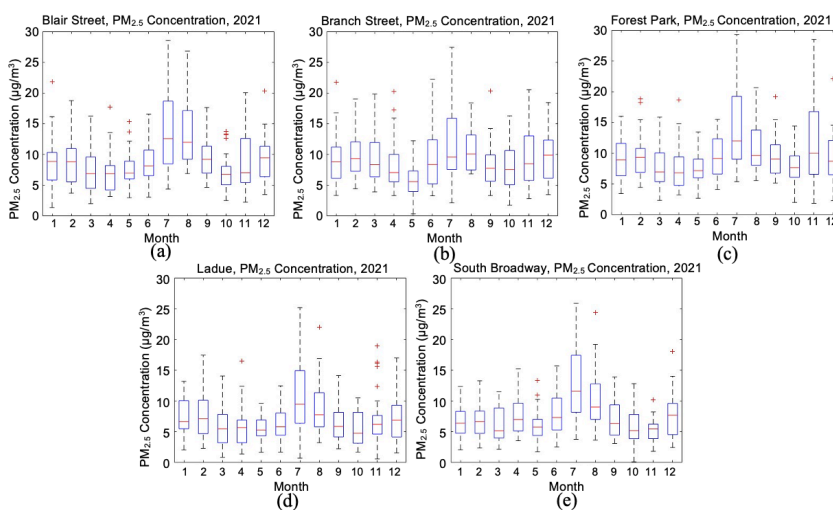 Blair Street, PM2.5 Concentration, 2021
PM2.5 Concentration (µg/m³)
30
25
20
15
10
5
0
1 2 3 4 5 6 7 8 9 10 11 12
Month
(a)
Branch Street, PM2.5 Concentration, 2021
PM2.5 Concentration (µg/m³)
30
25
20
15
10
5
0
1 2 3 4 5 6 7 8 9 10 11 12
Month
(b)
Forest Park, PM2.5 Concentration, 2021
PM2.5 Concentration (µg/m³)
30
25
20
15
10
5
0
1 2 3 4 5 6 7 8 9 10 11 12
Month
(c)
Ladue, PM2.5 Concentration, 2021
PM2.5 Concentration (µg/m³)
30
25
20
15
10
5
0
1 2 3 4 5 6 7 8 9 10 11 12
Month
(d)
South Broadway, PM2.5 Concentration, 2021
PM2.5 Concentration (µg/m³)
30
25
20
15
10
5
0
1 2 3 4 5 6 7 8 9 10 11 12
Month
(e)